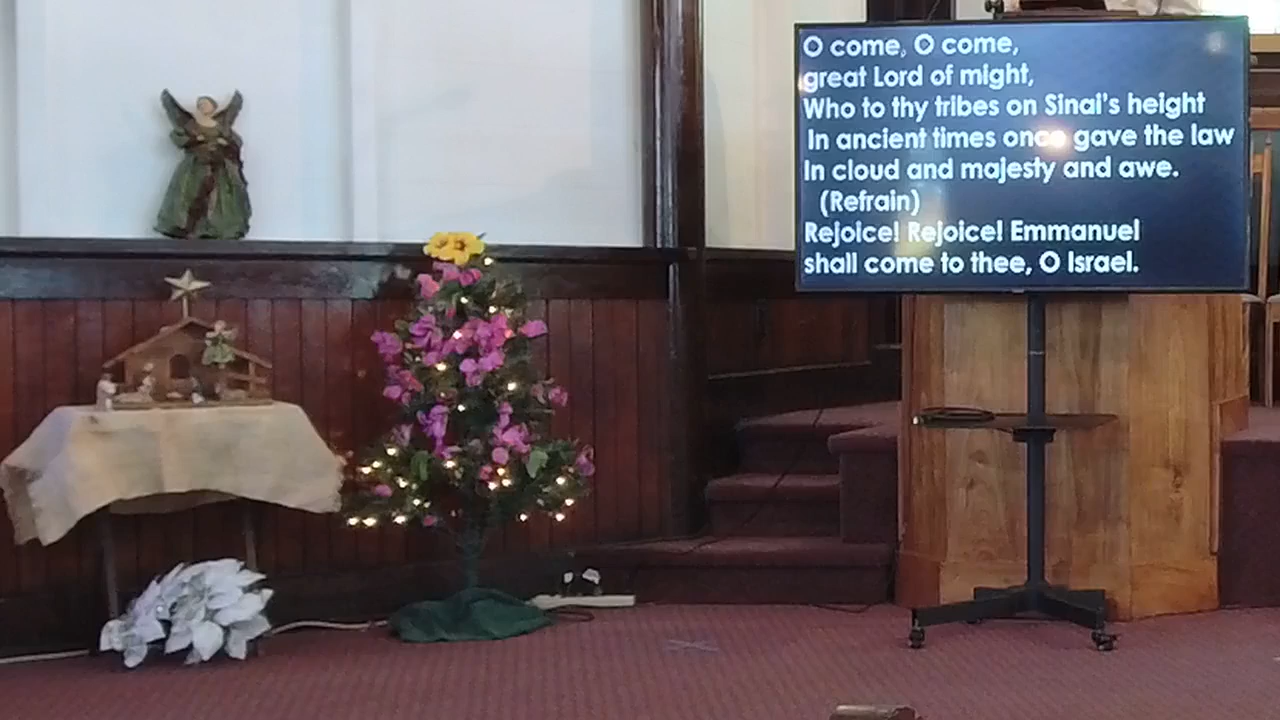 O come, O come,
great Lord of might,
Who to thy tribes on Sinai's height
In ancient times once gave the law
In cloud and majesty and awe.
(Refrain)
Rejoice! Rejoice! Emmanuel
shall come to thee, O Israel.